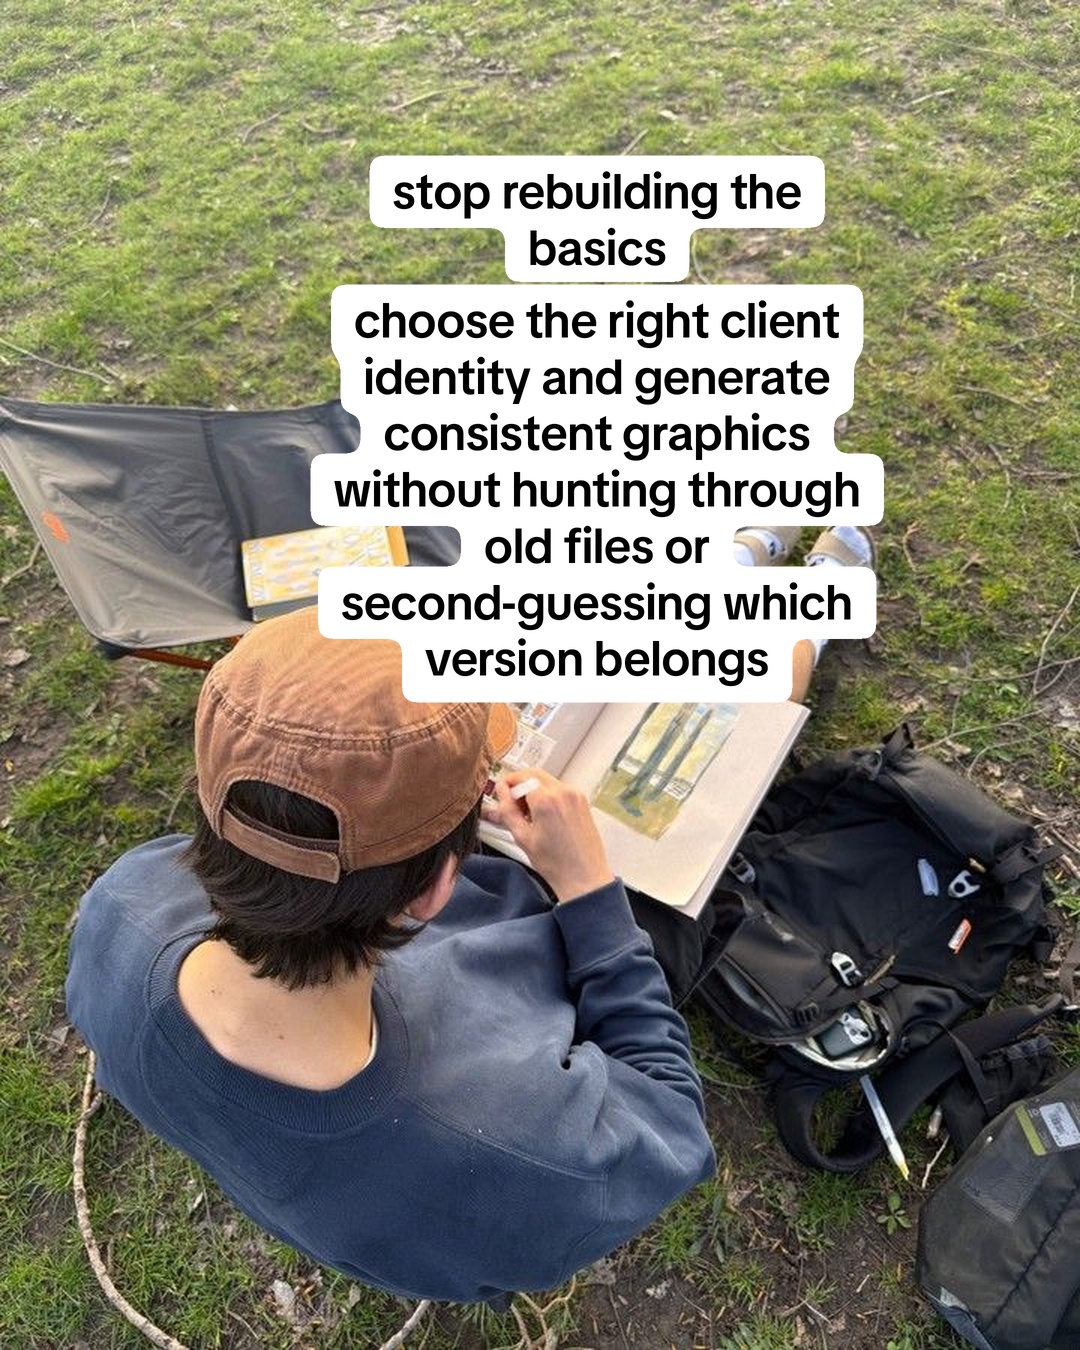 stop rebuilding the
basics
choose the right client
identity and generate
consistent graphics
without hunting through
old files or
second-guessing which
version belongs